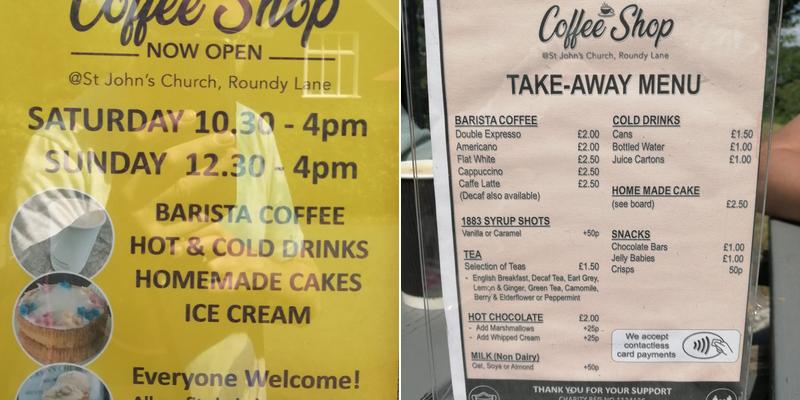 Coffee Shop
NOW OPEN
@St John's Church, Roundy Lane
SATURDAY 10.30 - 4pm
SUNDAY 12.30 - 4pm
BARISTA COFFEE
HOT & COLD DRINKS
HOMEMADE CAKES
ICE CREAM
Everyone Welcome!
Coffee Shop
@St John's Church, Roundy Lane
TAKE-AWAY MENU
BARISTA COFFEE
Double Expresso £2.00
Americano £2.00
Flat White £2.50
Cappuccino £2.50
Caffe Latte £2.50
(Decaf also available)
1883 SYRUP SHOTS
Vanilla or Caramel +50p
TEA
Selection of Teas £1.50
- English Breakfast, Decaf Tea, Earl Grey,
Lemon & Ginger, Green Tea, Camomile,
Berry & Elderflower or Peppermint
HOT CHOCOLATE £2.00
- Add Marshmallows +25p
- Add Whipped Cream +25p
MILK (Non Dairy)
Oat, Soya or Almond +50p
COLD DRINKS
Cans £1.50
Bottled Water £1.00
Juice Cartons £1.00
HOME MADE CAKE
(see board) £2.50
SNACKS
Chocolate Bars £1.00
Jelly Babies £1.00
Crisps 50p
We accept
contactless
card payments
THANK YOU FOR YOUR SUPPORT
CHARITY REG NO